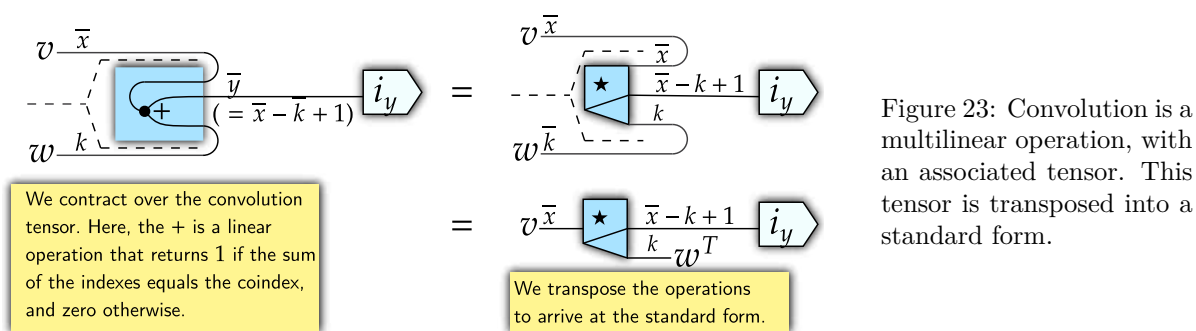 v x̅
y̅
+
( = x̅ − k̅ + 1)
i_y
w k
=
v x̅
x̅
★
x̅ − k + 1
k
i_y
w k̅
We contract over the convolution
tensor. Here, the + is a linear
operation that returns 1 if the sum
of the indexes equals the coindex,
and zero otherwise.
=
v x̅
★
x̅ − k + 1
k w^T
i_y
We transpose the operations
to arrive at the standard form.
Figure 23: Convolution is a
multilinear operation, with
an associated tensor. This
tensor is transposed into a
standard form.